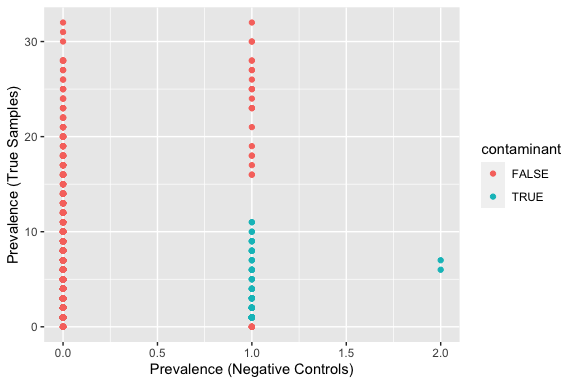 30
20
10
0
Prevalence (True Samples)
0.0 0.5 1.0 1.5 2.0
Prevalence (Negative Controls)
contaminant
FALSE
TRUE